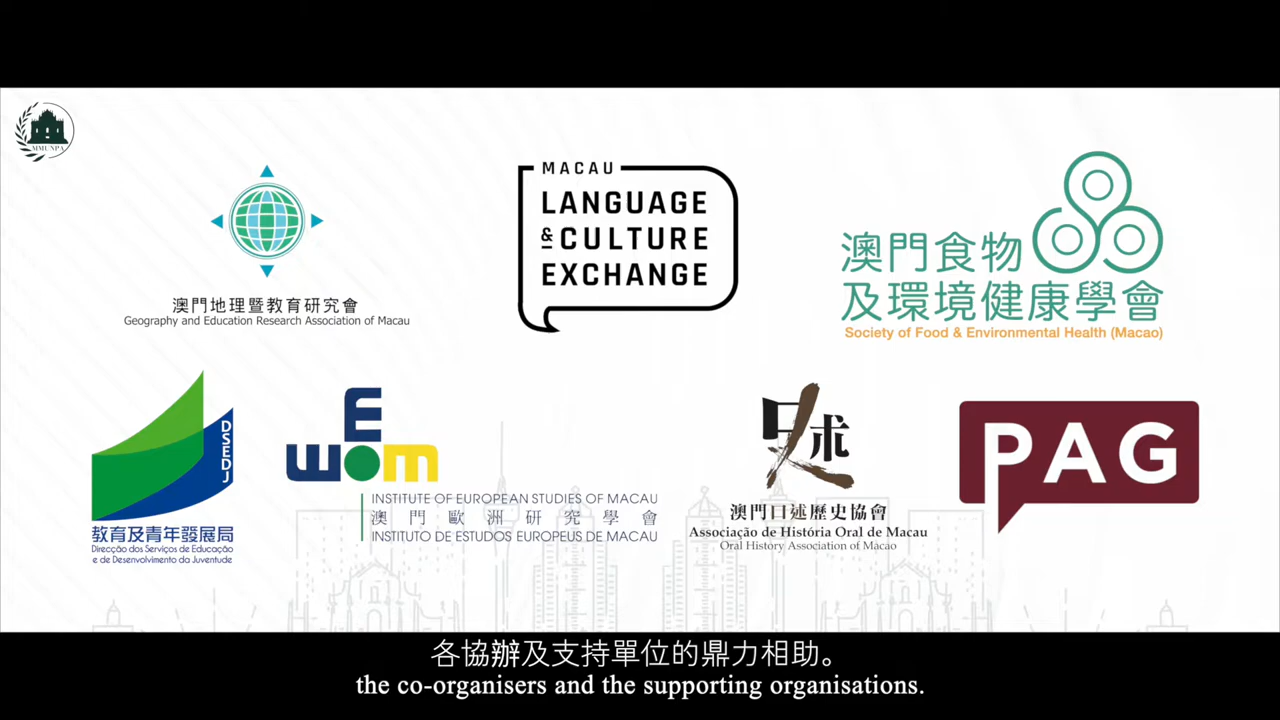 MMUNPA
澳門地理暨教育研究會
Geography and Education Research Association of Macau
MACAU
LANGUAGE
& CULTURE
EXCHANGE
澳門食物
及環境健康學會
Society of Food & Environmental Health (Macao)
DSEDJ
教育及青年發展局
Direcção dos Serviços de Educação
e de Desenvolvimento da Juventude
E
wom
INSTITUTE OF EUROPEAN STUDIES OF MACAU
澳門歐洲研究學會
INSTITUTO DE ESTUDOS EUROPEUS DE MACAU
口述
澳門口述歷史協會
Associação de História Oral de Macau
Oral History Association of Macao
PAG
各協辦及支持單位的鼎力相助。
the co-organisers and the supporting organisations.